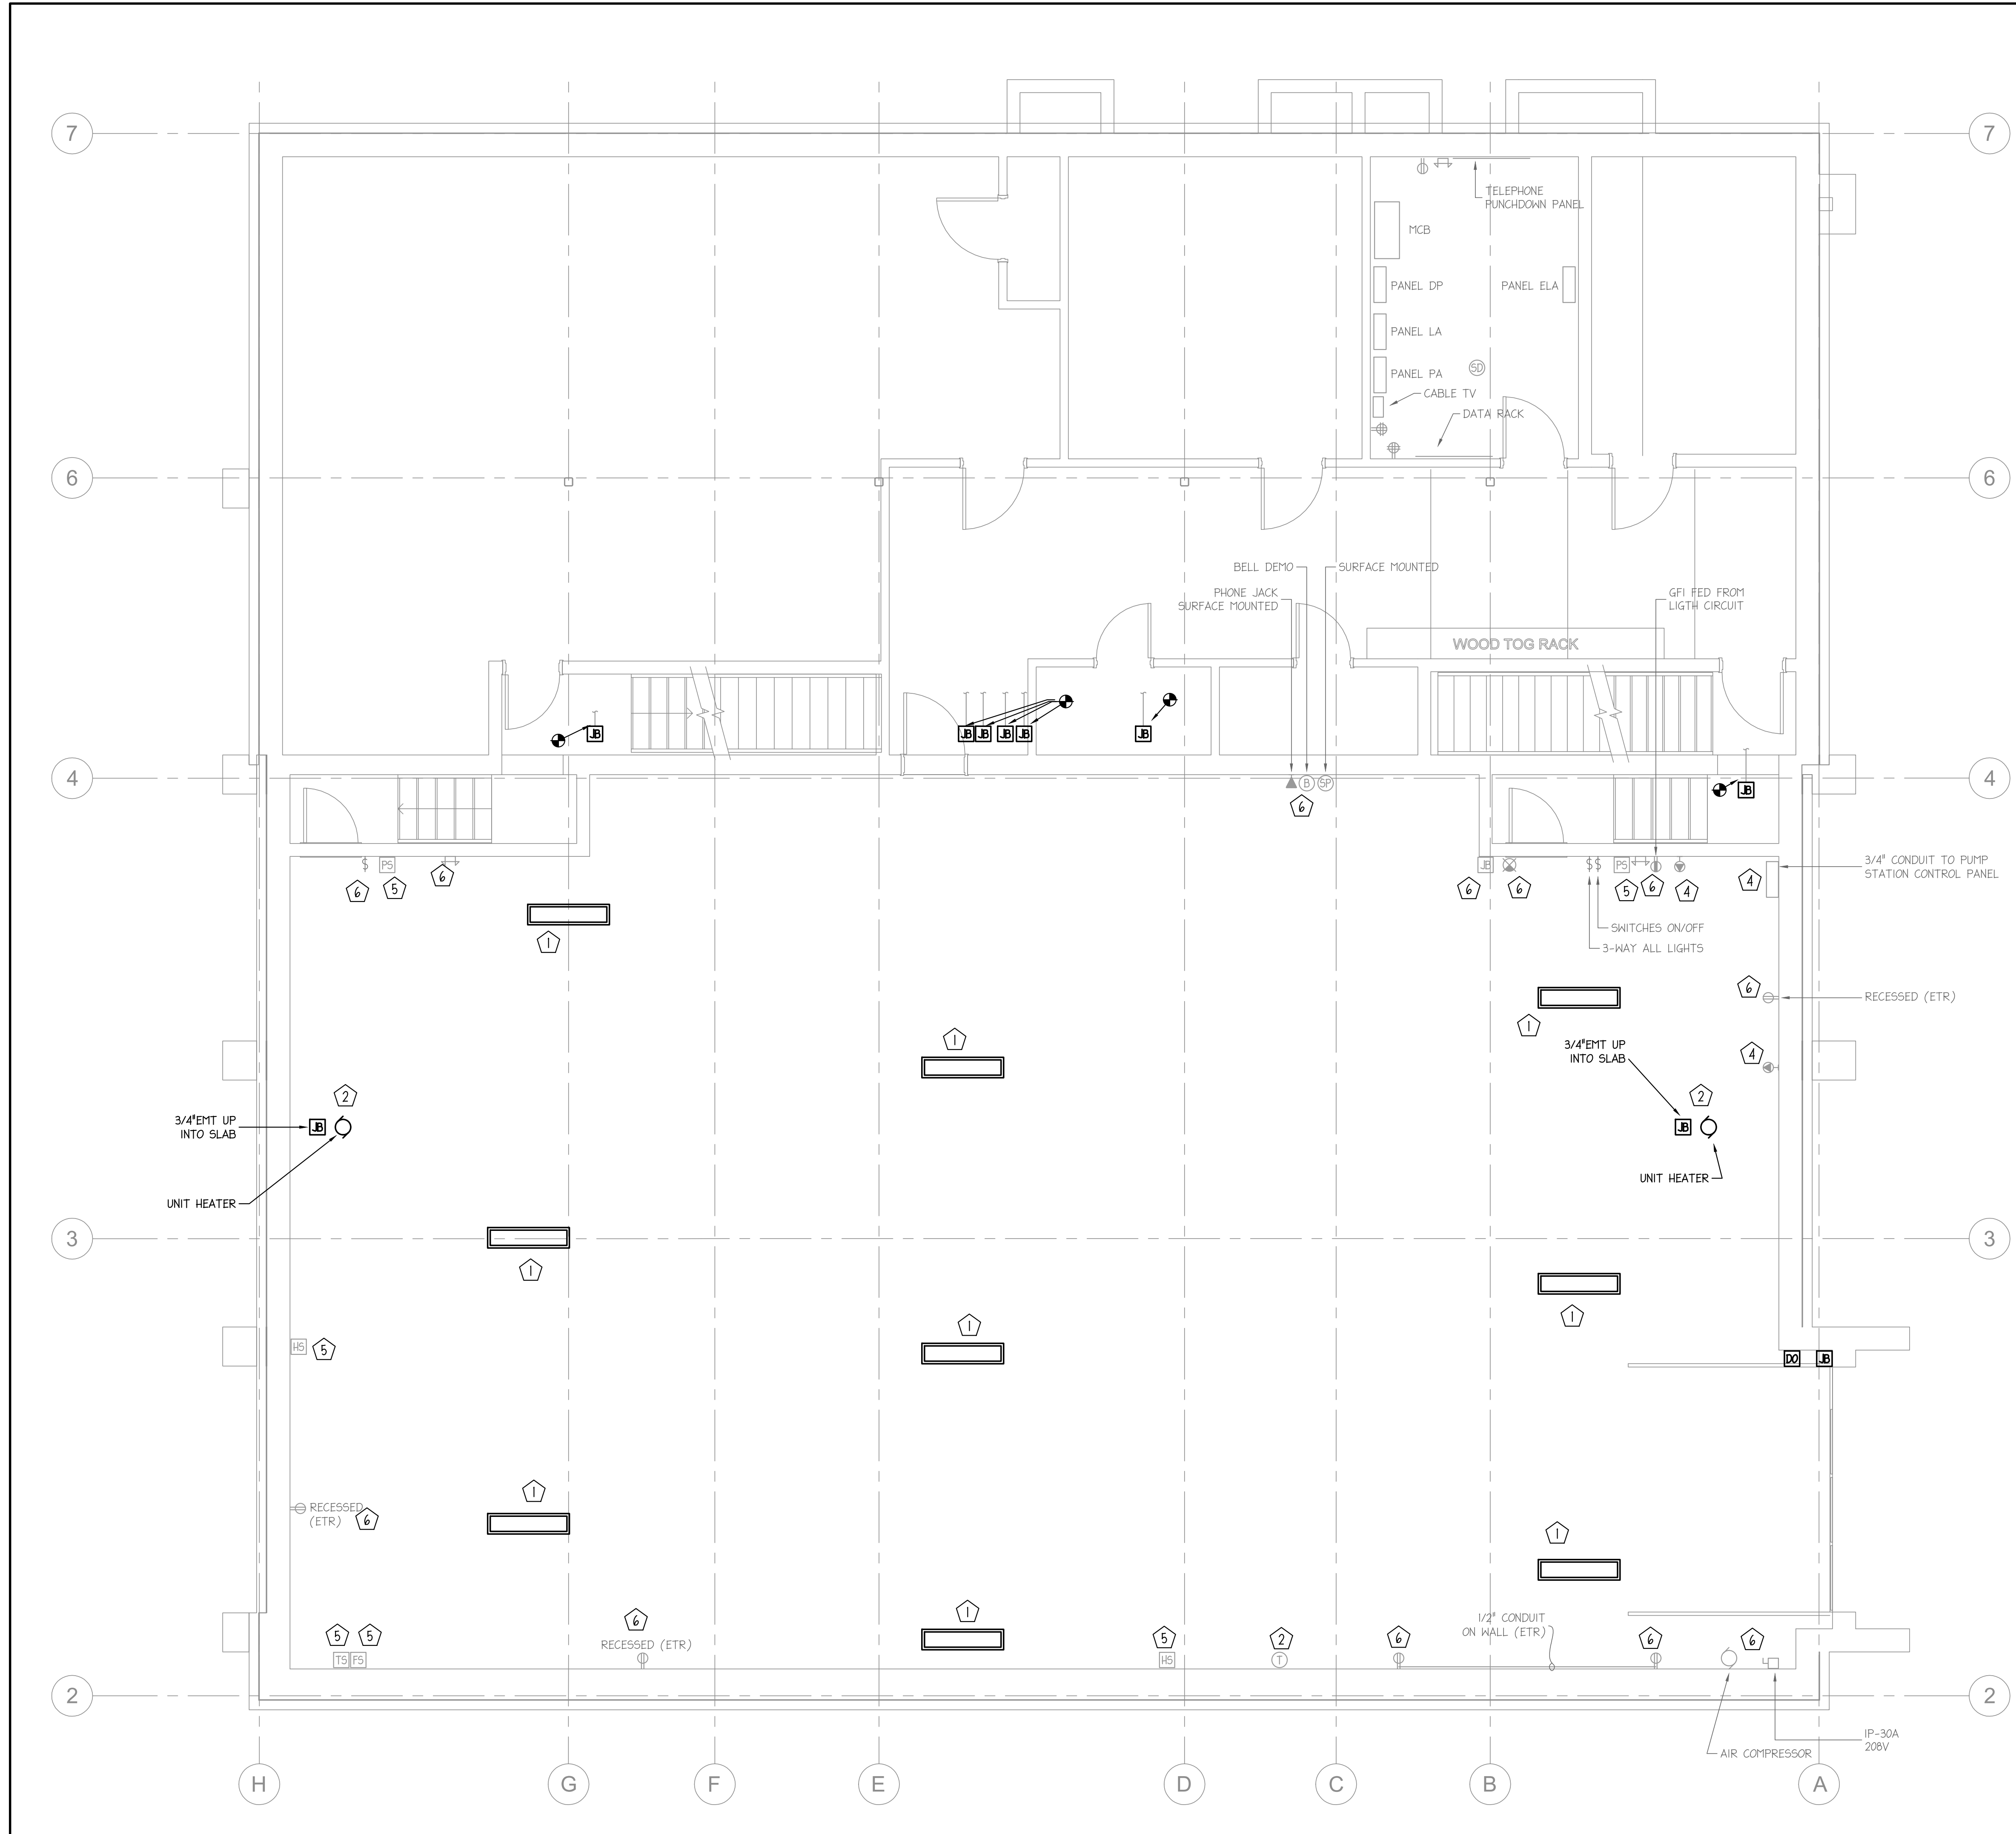 7
7
TELEPHONE
PUNCHDOWN PANEL
MCB
PANEL DP
PANEL ELA
PANEL LA
PANEL PA
SD
CABLE TV
DATA RACK
6
6
BELL DEMO
SURFACE MOUNTED
PHONE JACK
SURFACE MOUNTED
GFI FED FROM
LIGTH CIRCUIT
WOOD TOG RACK
JB
JB
JB
JB
JB
JB
4
4
B
SP
JB
6
$
PS
JB
$
$
PS
3/4" CONDUIT TO PUMP
STATION CONTROL PANEL
6
5
6
6
6
5
6
4
4
SWITCHES ON/OFF
3-WAY ALL LIGHTS
1
6
RECESSED (ETR)
1
1
3/4"EMT UP
INTO SLAB
4
2
2
3/4"EMT UP
INTO SLAB
JB
JB
UNIT HEATER
UNIT HEATER
3
3
1
1
1
HS
5
DO
JB
1
RECESSED
(ETR)
6
1
1
5
5
6
RECESSED (ETR)
TS
FS
5
HS
2
T
6
1/2" CONDUIT
ON WALL (ETR)
6
6
2
2
1P-30A
208V
AIR COMPRESSOR
H
G
F
E
D
C
B
A